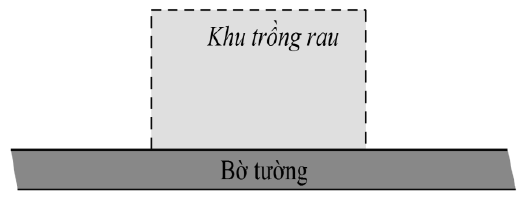 Khu trồng rau
Bờ tường